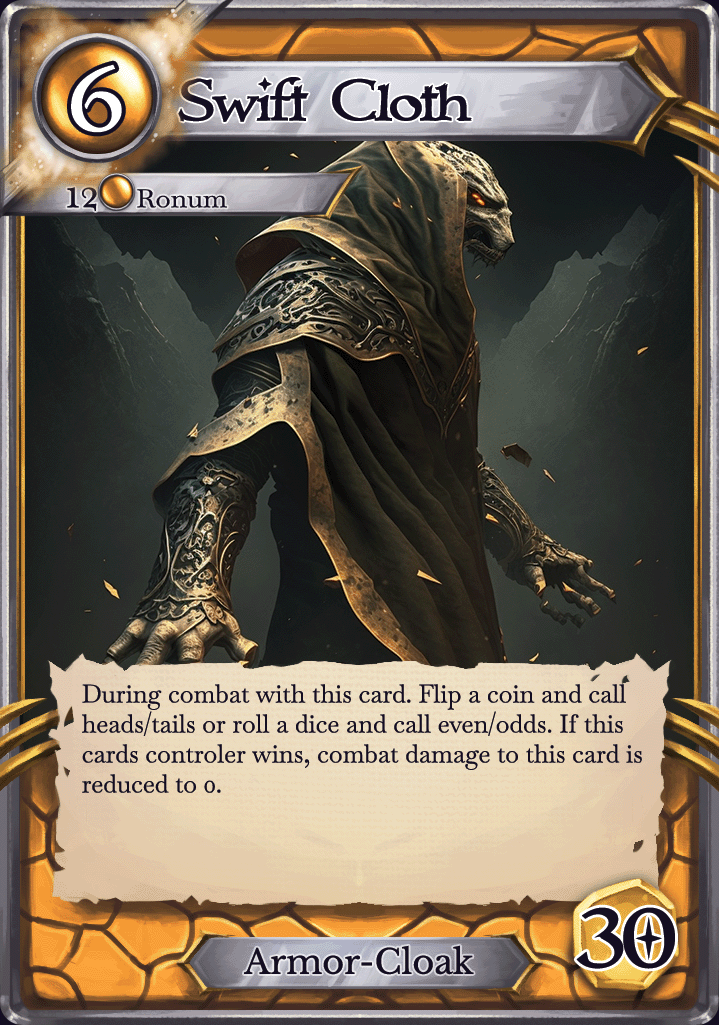 6
Swift Cloth
12 Ronum
During combat with this card. Flip a coin and call
heads/tails or roll a dice and call even/odds. If this
cards controler wins, combat damage to this card is
reduced to 0.
30
Armor-Cloak